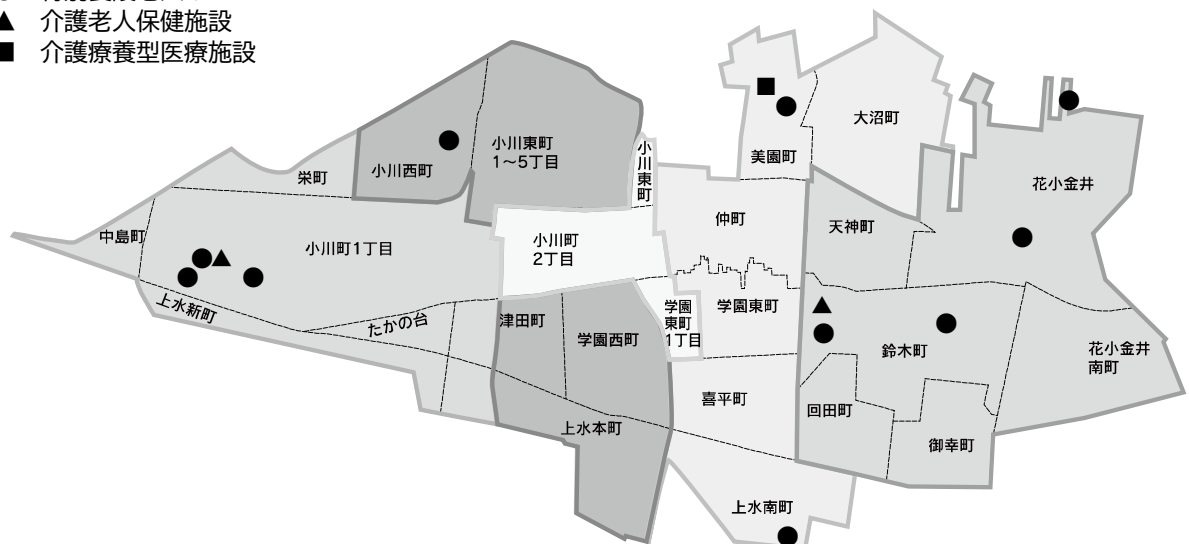 ▲ 介護老人保健施設
■ 介護療養型医療施設
大沼町
小川東町
1～5丁目
小川東町
美園町
小川西町
栄町
花小金井
仲町
天神町
中島町
小川町1丁目
小川町
2丁目
上水新町
たかの台
津田町
学園西町
学園
東町
1丁目
学園東町
鈴木町
花小金井
南町
喜平町
回田町
上水本町
御幸町
上水南町